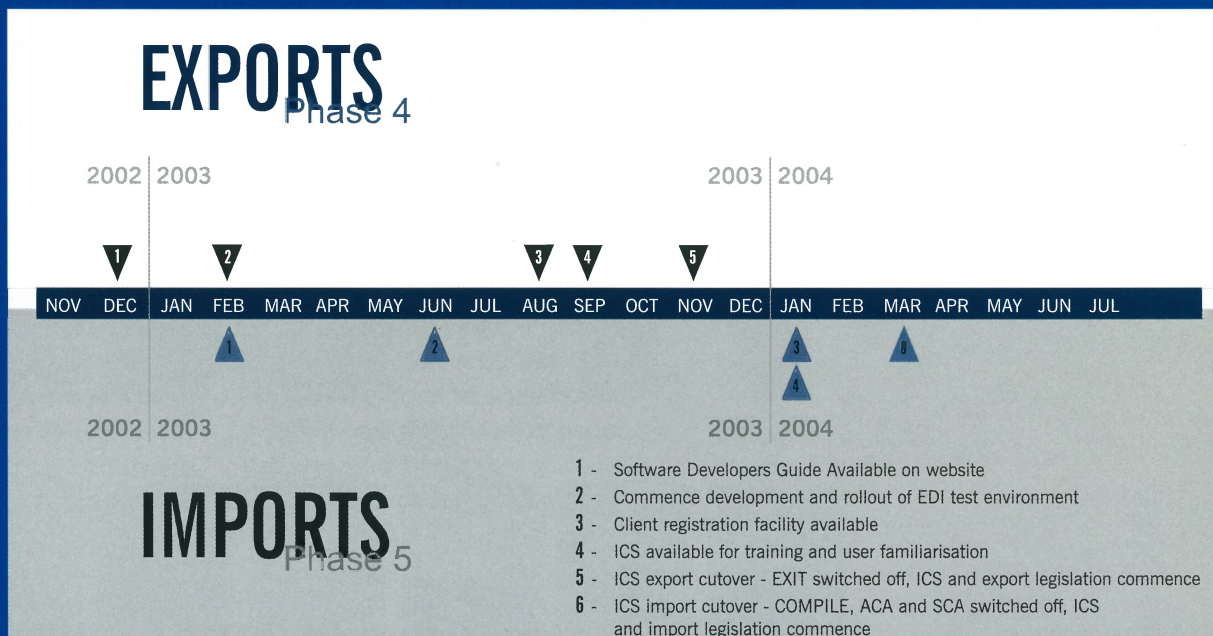 EXPORTS
Phase 4
2002 2003 2003 2004
1 2 3 4 5
NOV DEC JAN FEB MAR APR MAY JUN JUL AUG SEP OCT NOV DEC JAN FEB MAR APR MAY JUN JUL
1 2 3 6
4
2002 2003 2003 2004
IMPORTS
Phase 5
1 - Software Developers Guide Available on website
2 - Commence development and rollout of EDI test environment
3 - Client registration facility available
4 - ICS available for training and user familiarisation
5 - ICS export cutover - EXIT switched off, ICS and export legislation commence
6 - ICS import cutover - COMPILE, ACA and SCA switched off, ICS
and import legislation commence